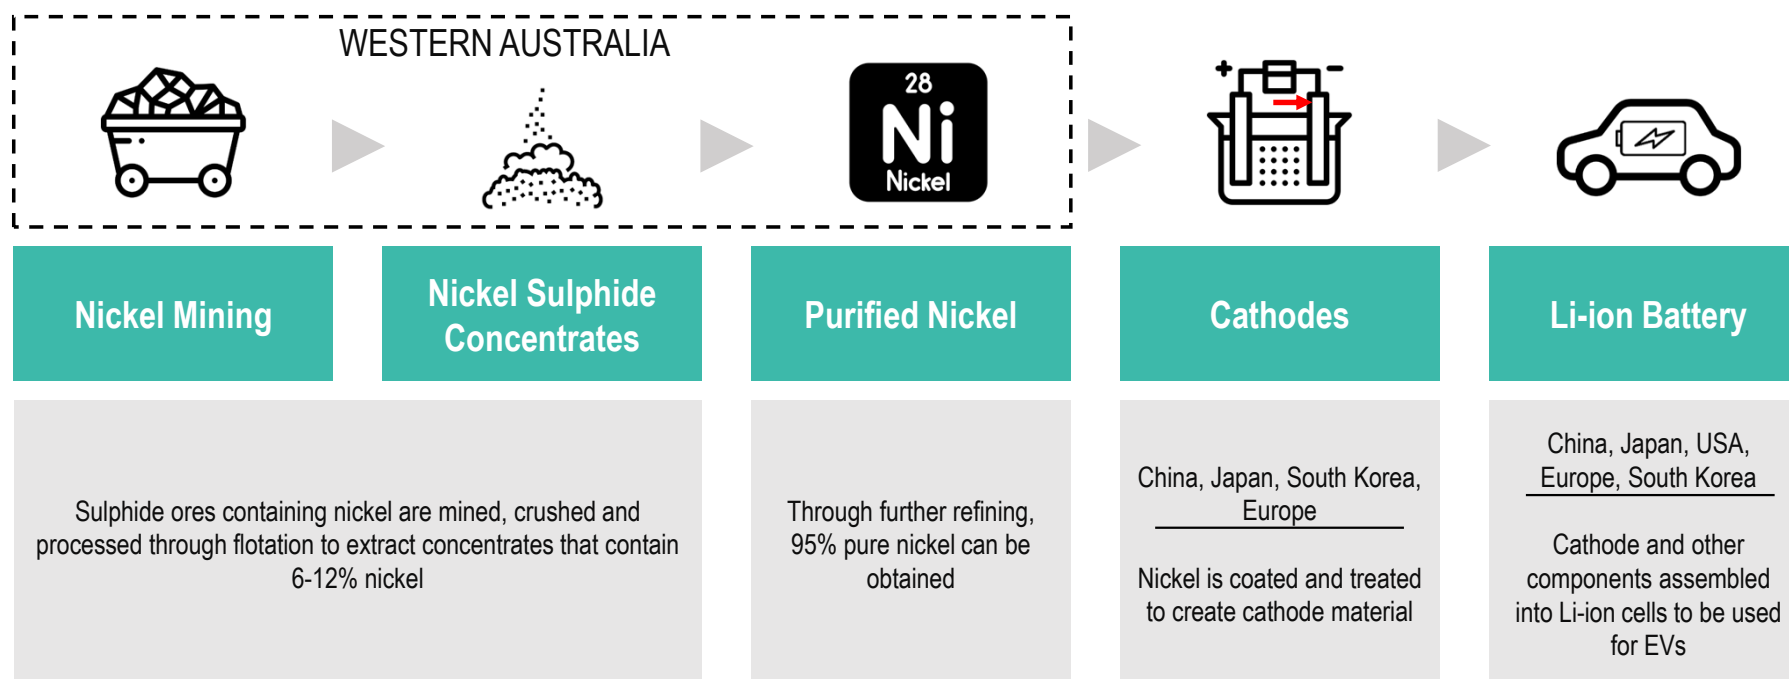 WESTERN AUSTRALIA
28
Ni
Nickel
+ −
Nickel Mining
Nickel Sulphide
Concentrates
Purified Nickel
Cathodes
Li-ion Battery
Sulphide ores containing nickel are mined, crushed and
processed through flotation to extract concentrates that contain
6-12% nickel
Through further refining,
95% pure nickel can be
obtained
China, Japan, South Korea,
Europe
Nickel is coated and treated
to create cathode material
China, Japan, USA,
Europe, South Korea
Cathode and other
components assembled
into Li-ion cells to be used
for EVs